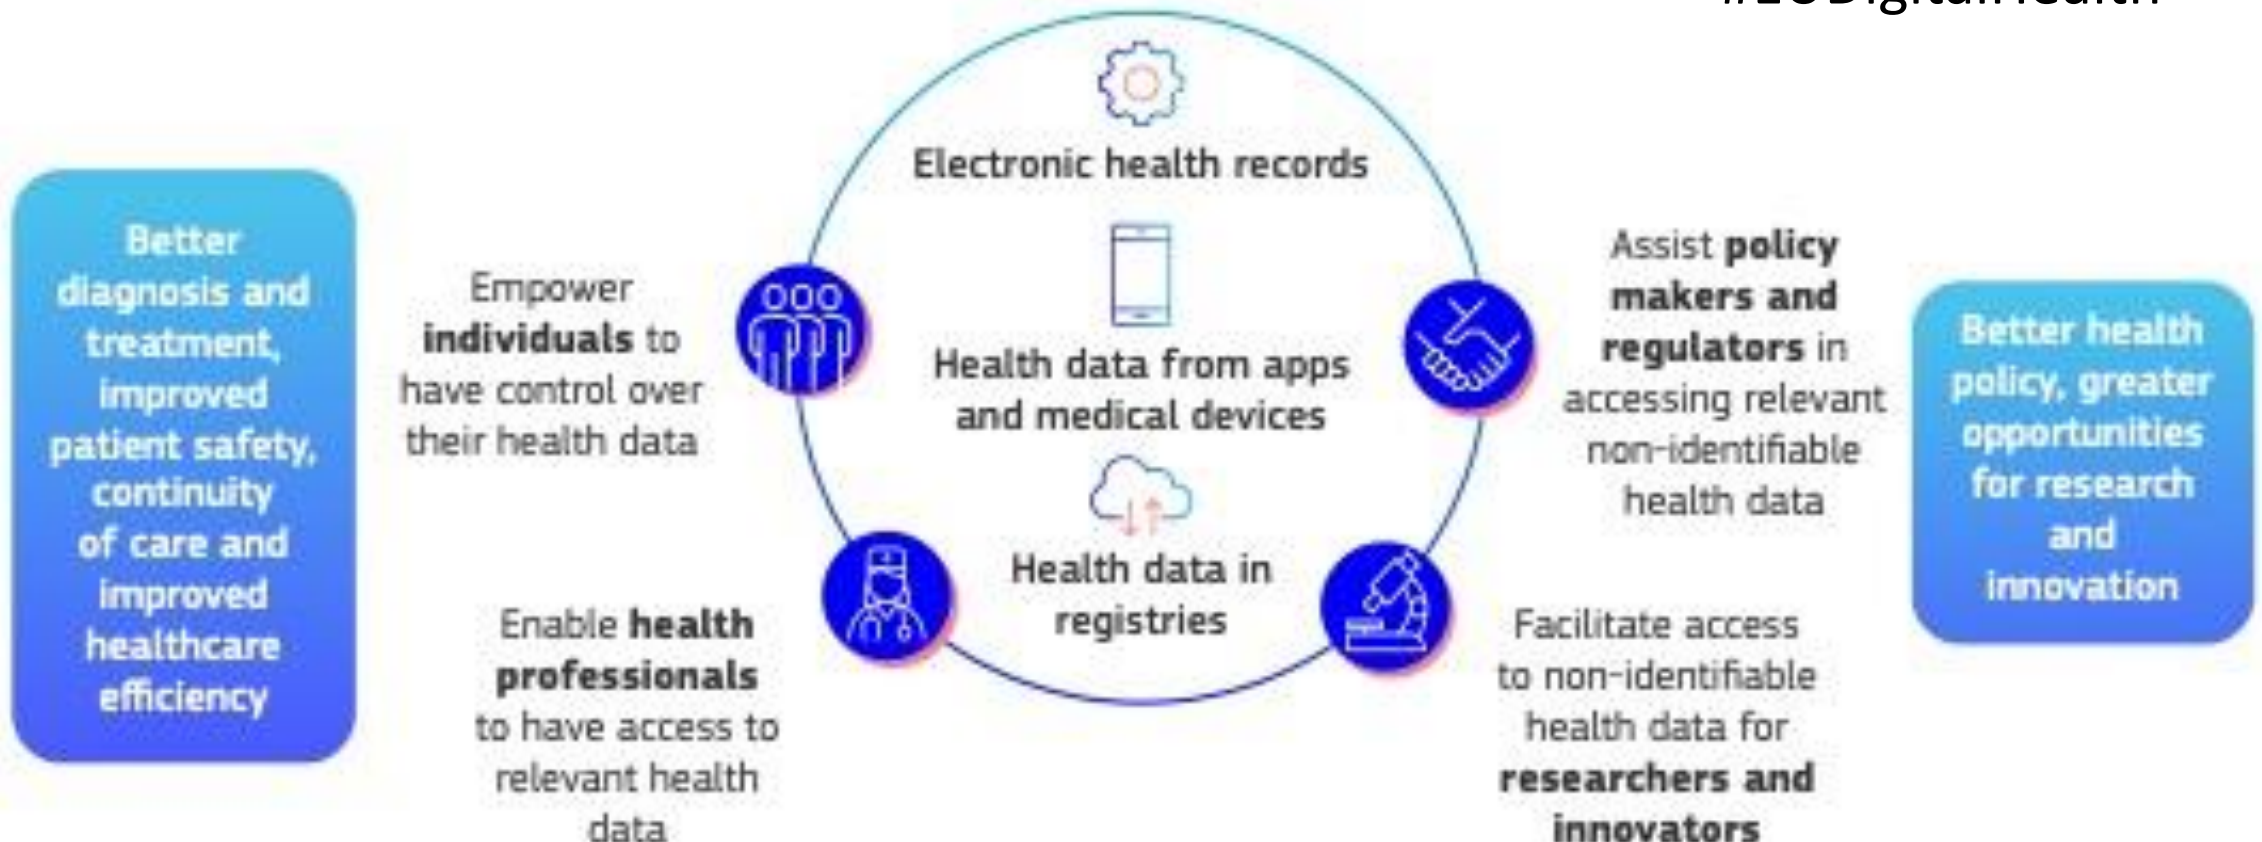 #EUDigitalHealth
Better
diagnosis and
treatment,
improved
patient safety,
continuity
of care and
improved
healthcare
efficiency
Empower
individuals to
have control over
their health data
Enable health
professionals
to have access to
relevant health
data
Electronic health records
Health data from apps
and medical devices
Health data in
registries
Assist policy
makers and
regulators in
accessing relevant
non-identifiable
health data
Facilitate access
to non-identifiable
health data for
researchers and
innovators
Better health
policy, greater
opportunities
for research
and
innovation